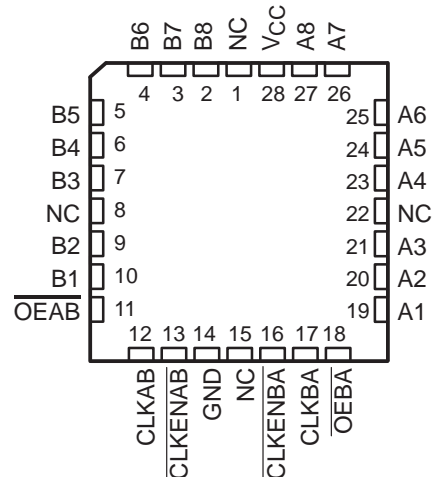 B6 B7 B8 NC VCC A8 A7
4 3 2 1 28 27 26
B5 5 25 A6
B4 6 24 A5
B3 7 23 A4
NC 8 22 NC
B2 9 21 A3
B1 10 20 A2
OEAB 11 19 A1
12 13 14 15 16 17 18
CLKAB CLKENAB GND NC CLKENBA CLKBA OEBA